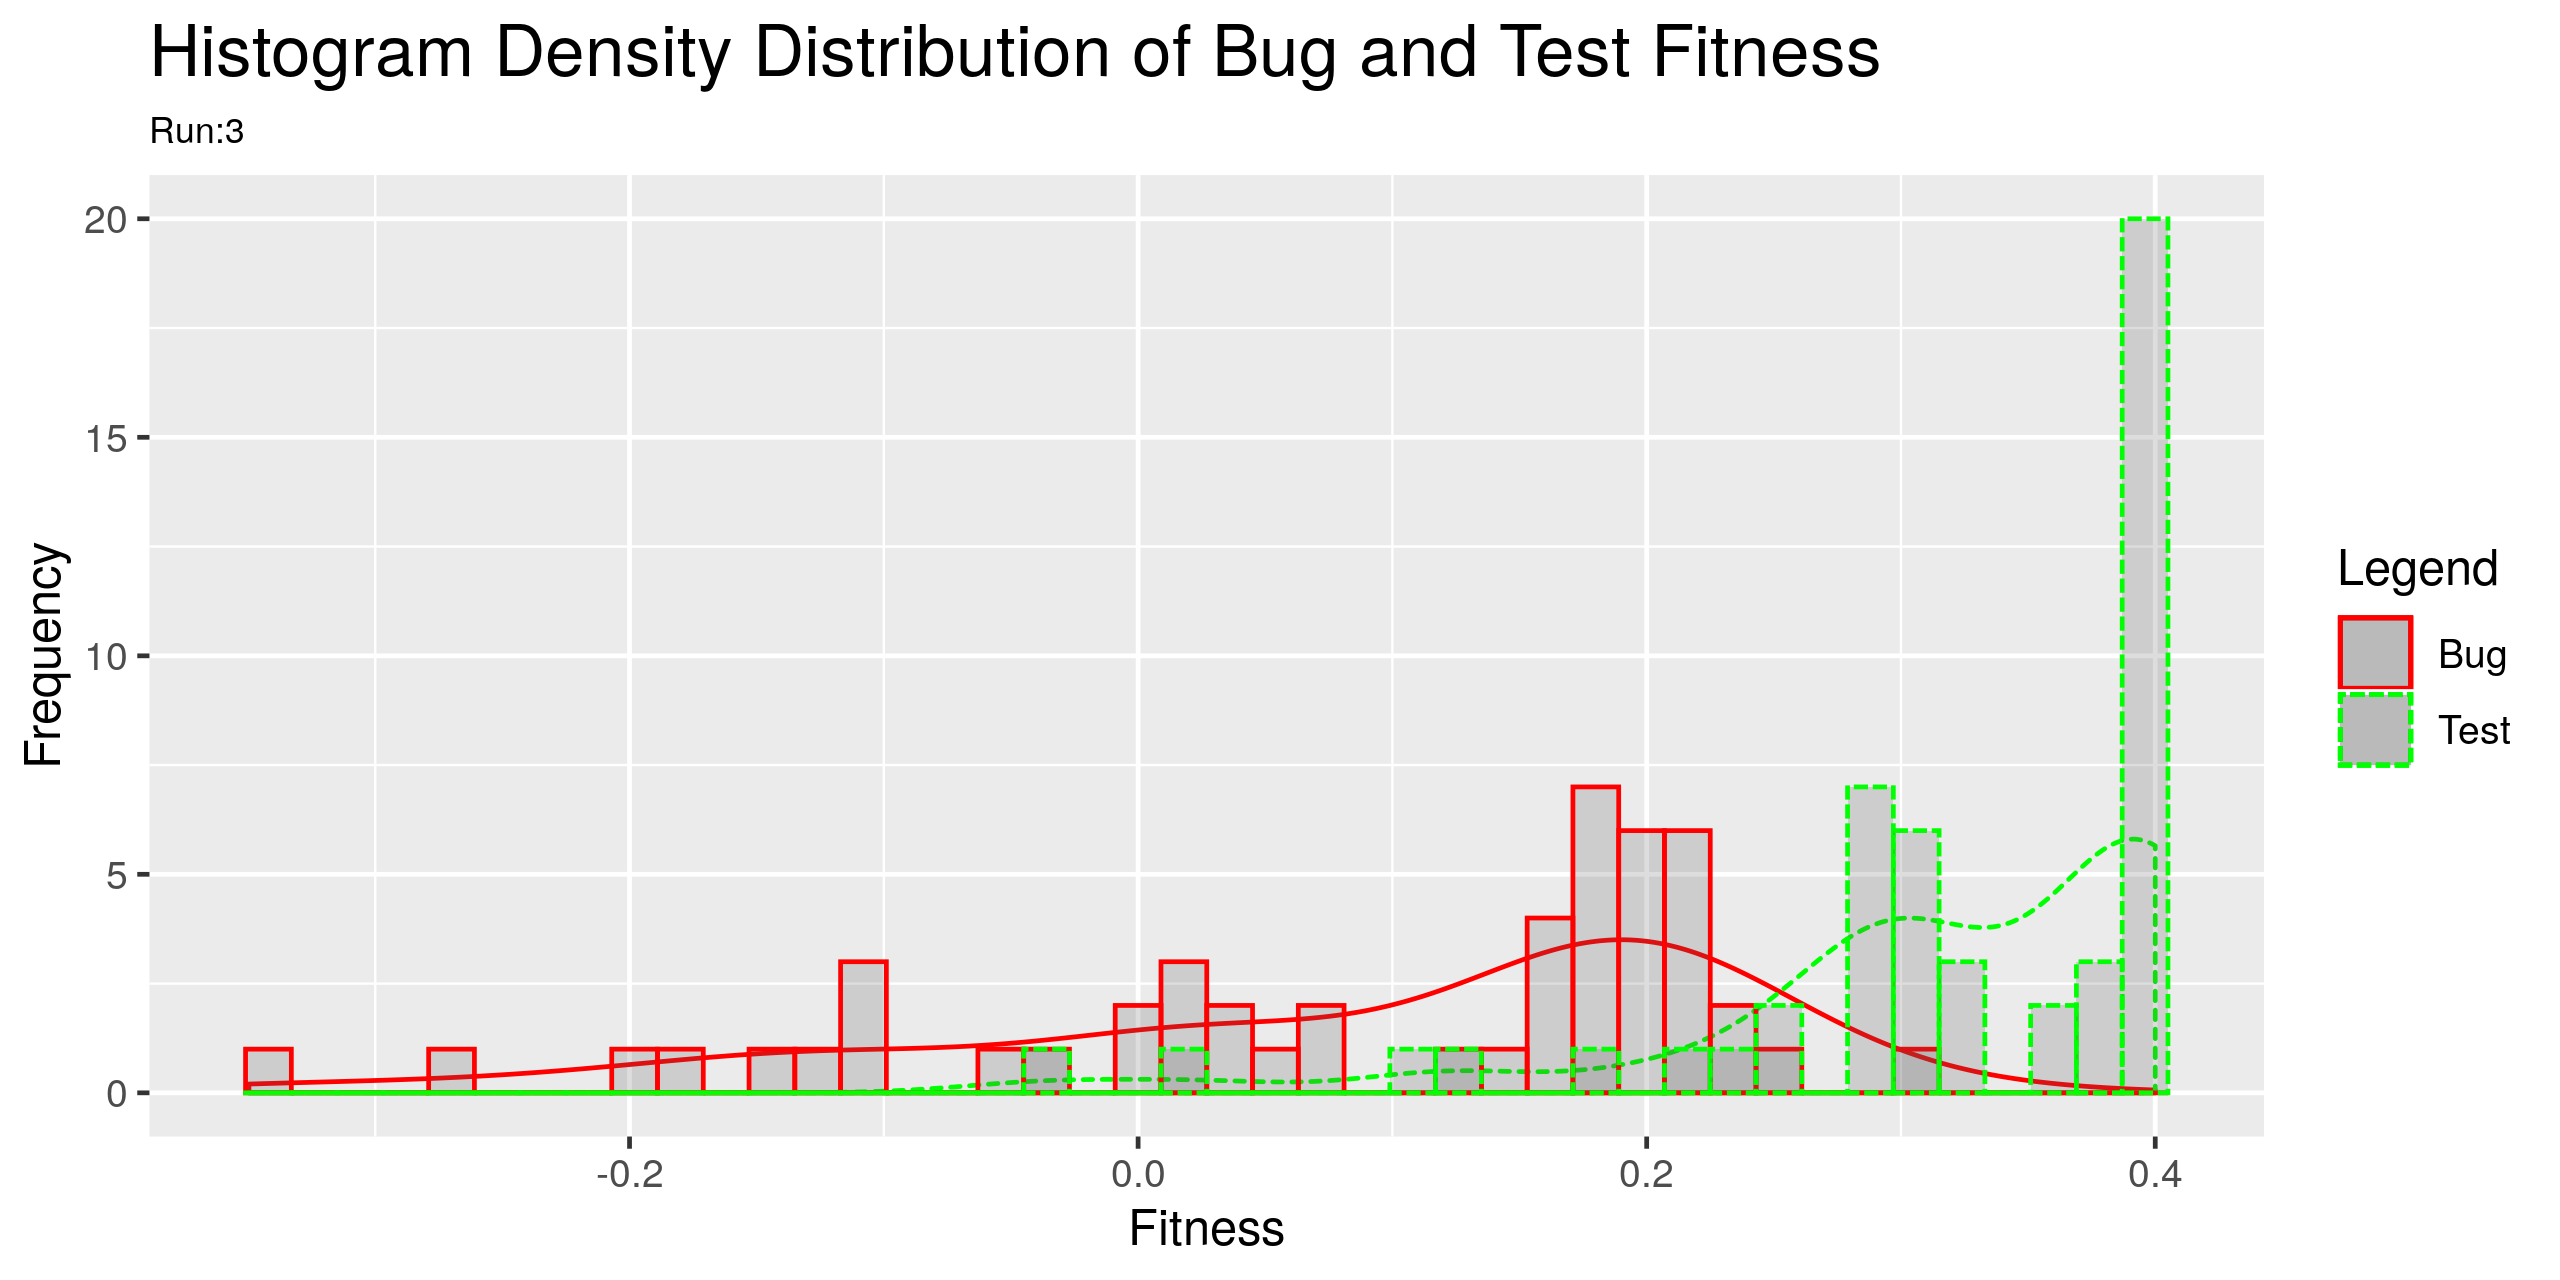 Histogram Density Distribution of Bug and Test Fitness
Run:3
Frequency
20
15
10
5
0
-0.2
0.0
0.2
0.4
Fitness
Legend
Bug
Test